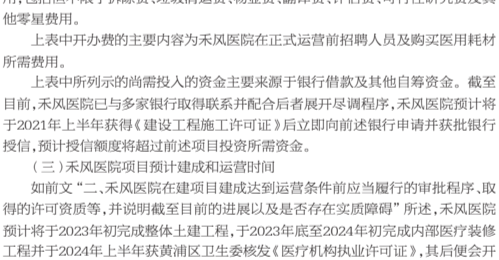 他零星费用。
上表中开办费的主要内容为禾风医院在正式运营前招聘人员及购买医用耗材
所需费用。
上表中所列示的尚需投入的资金主要来源于银行借款及其他自筹资金。截至
目前，禾风医院已与多家银行取得联系并配合后者展开尽调程序，禾风医院预计将
于2021年上半年获得《建设工程施工许可证》后立即向前述银行申请并获批银行
授信，预计授信额度将超过前述项目投资所需资金。
（三）禾风医院项目预计建成和运营时间
如前文“二、禾风医院在建项目建成达到运营条件前应当履行的审批程序、取
得的许可资质等，并说明截至目前的进展以及是否存在实质障碍”所述，禾风医院
预计将于2023年初完成整体土建工程，于2023年底至2024年初完成内部医疗装修
工程并于2024年上半年获黄浦区卫生委核发《医疗机构执业许可证》，其后便会开